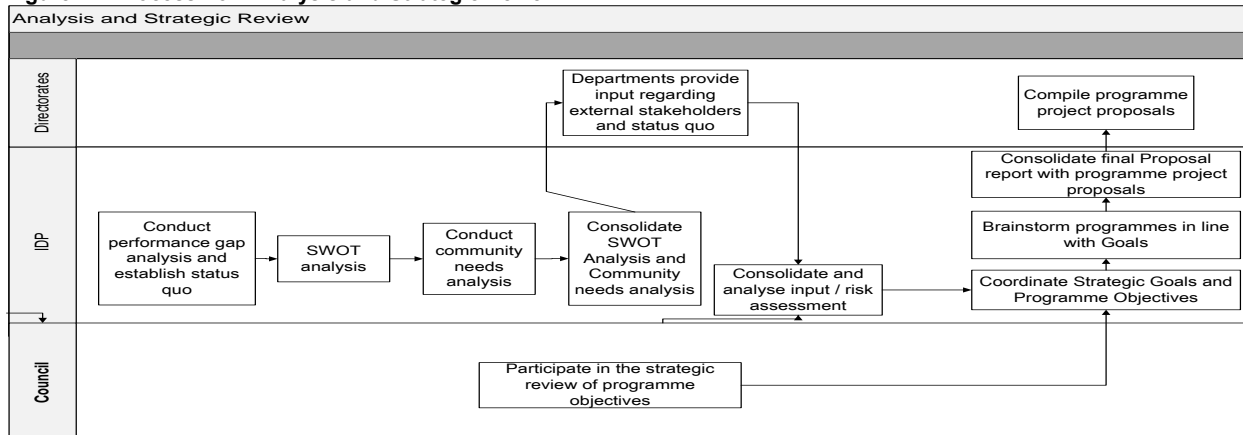 Analysis and Strategic Review
Directorates
Departments provide
input regarding
external stakeholders
and status quo
Compile programme
project proposals
IDP
Conduct
performance gap
analysis and
establish status
quo
SWOT
analysis
Conduct
community
needs
analysis
Consolidate
SWOT
Analysis and
Community
needs analysis
Consolidate and
analyse input / risk
assessment
Consolidate final Proposal
report with programme project
proposals
Brainstorm programmes in line
with Goals
Coordinate Strategic Goals and
Programme Objectives
Council
Participate in the strategic
review of programme
objectives